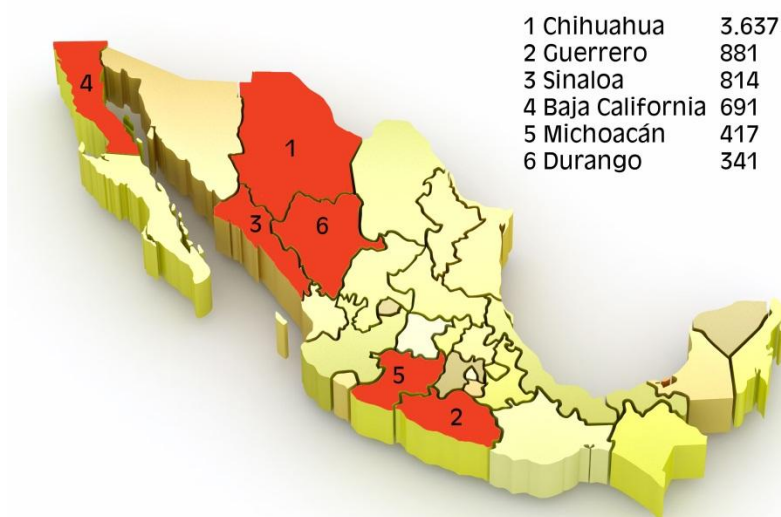 1 Chihuahua 3.637
2 Guerrero 881
3 Sinaloa 814
4 Baja California 691
5 Michoacán 417
6 Durango 341
4
1
3
6
5
2